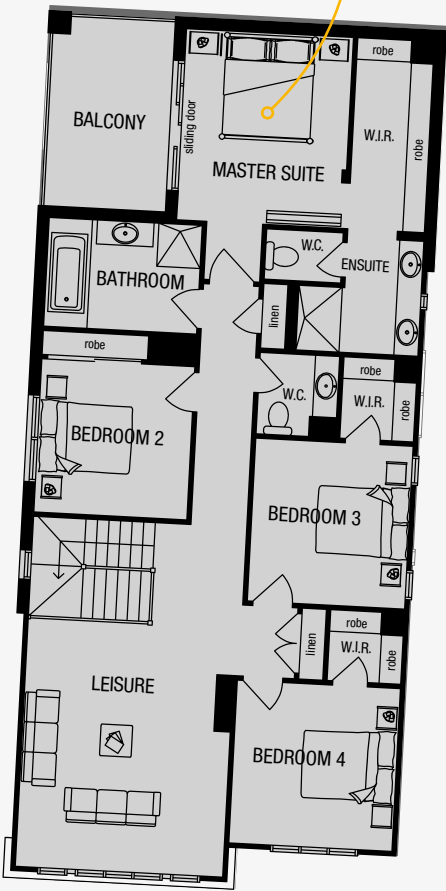 robe
BALCONY
sliding door
W.I.R.
robe
MASTER SUITE
W.C.
ENSUITE
BATHROOM
linen
robe
robe
W.C.
W.I.R.
robe
BEDROOM 2
BEDROOM 3
robe
linen
W.I.R.
robe
LEISURE
BEDROOM 4